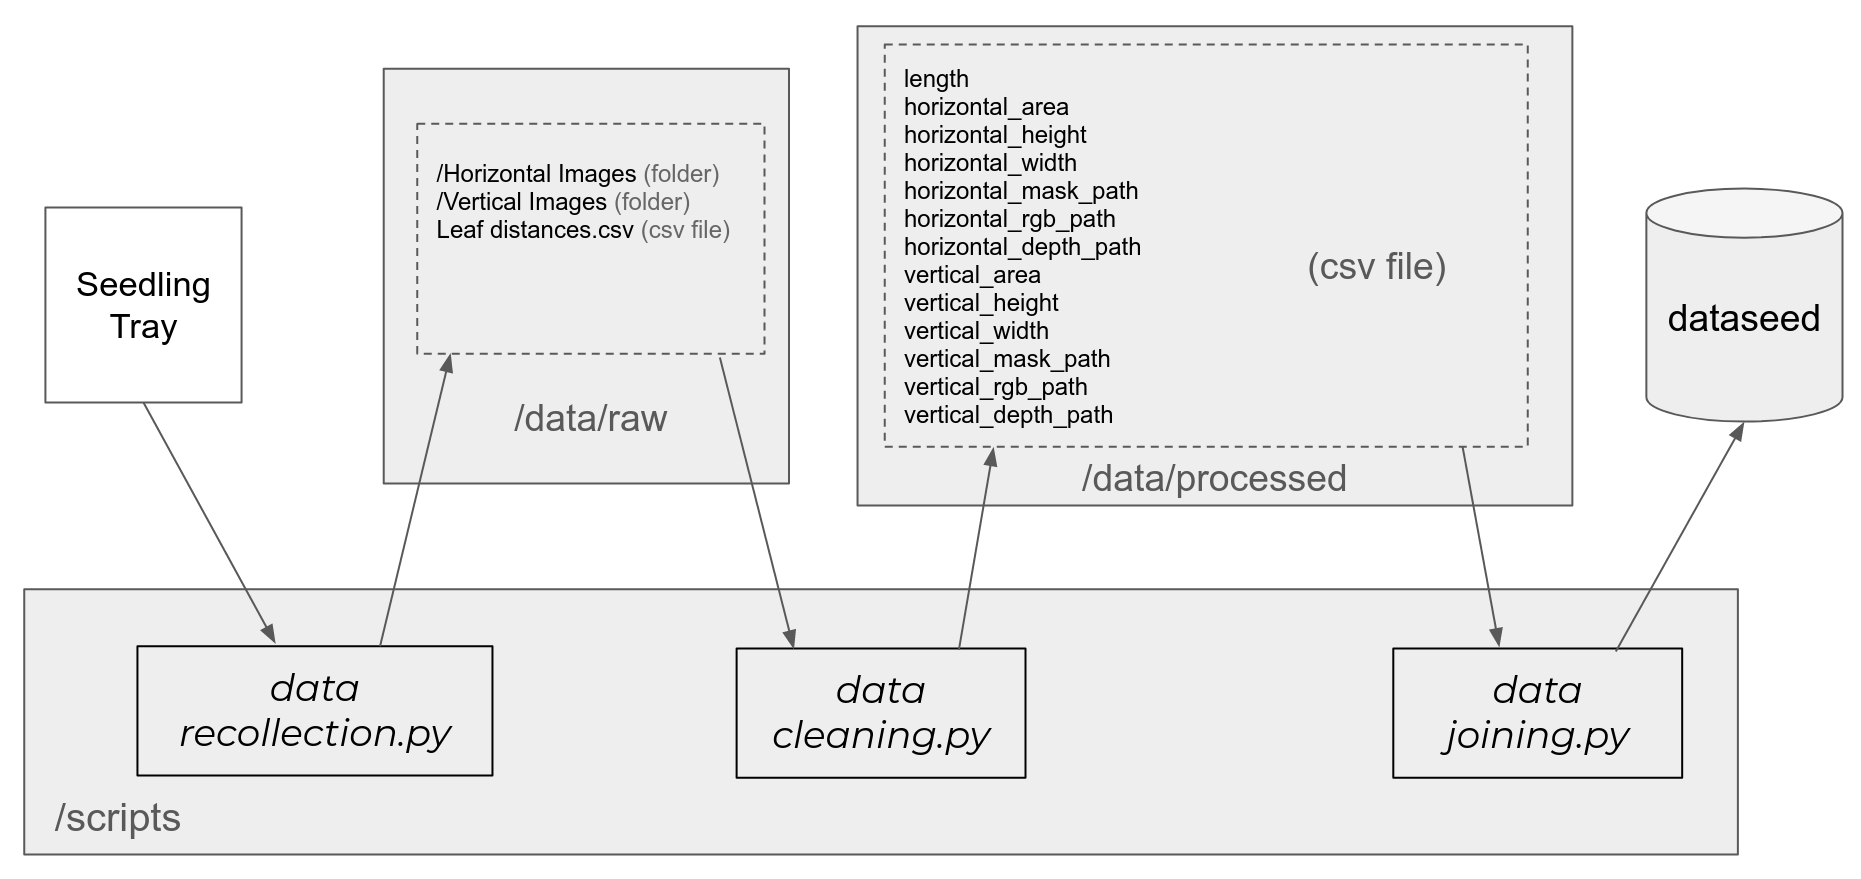 Seedling
Tray
/Horizontal Images (folder)
/Vertical Images (folder)
Leaf distances.csv (csv file)
/data/raw
length
horizontal_area
horizontal_height
horizontal_width
horizontal_mask_path
horizontal_rgb_path
horizontal_depth_path
vertical_area
vertical_height
vertical_width
vertical_mask_path
vertical_rgb_path
vertical_depth_path
(csv file)
/data/processed
dataseed
data
recollection.py
data
cleaning.py
data
joining.py
/scripts